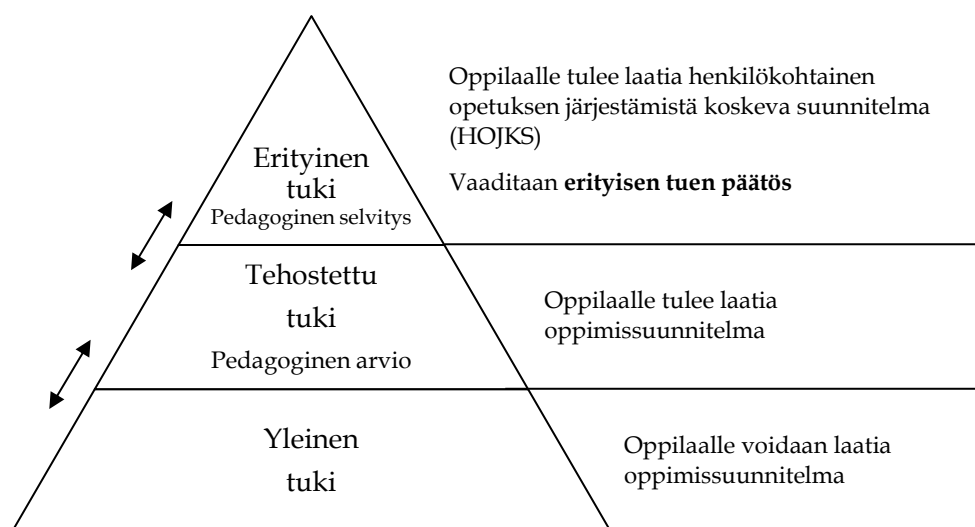 Oppilaalle tulee laatia henkilökohtainen
opetuksen järjestämistä koskeva suunnitelma
(HOJKS)
Vaaditaan erityisen tuen päätös
Erityinen
tuki
Pedagoginen selvitys
Tehostettu
tuki
Pedagoginen arvio
Oppilaalle tulee laatia
oppimissuunnitelma
Yleinen
tuki
Oppilaalle voidaan laatia
oppimissuunnitelma